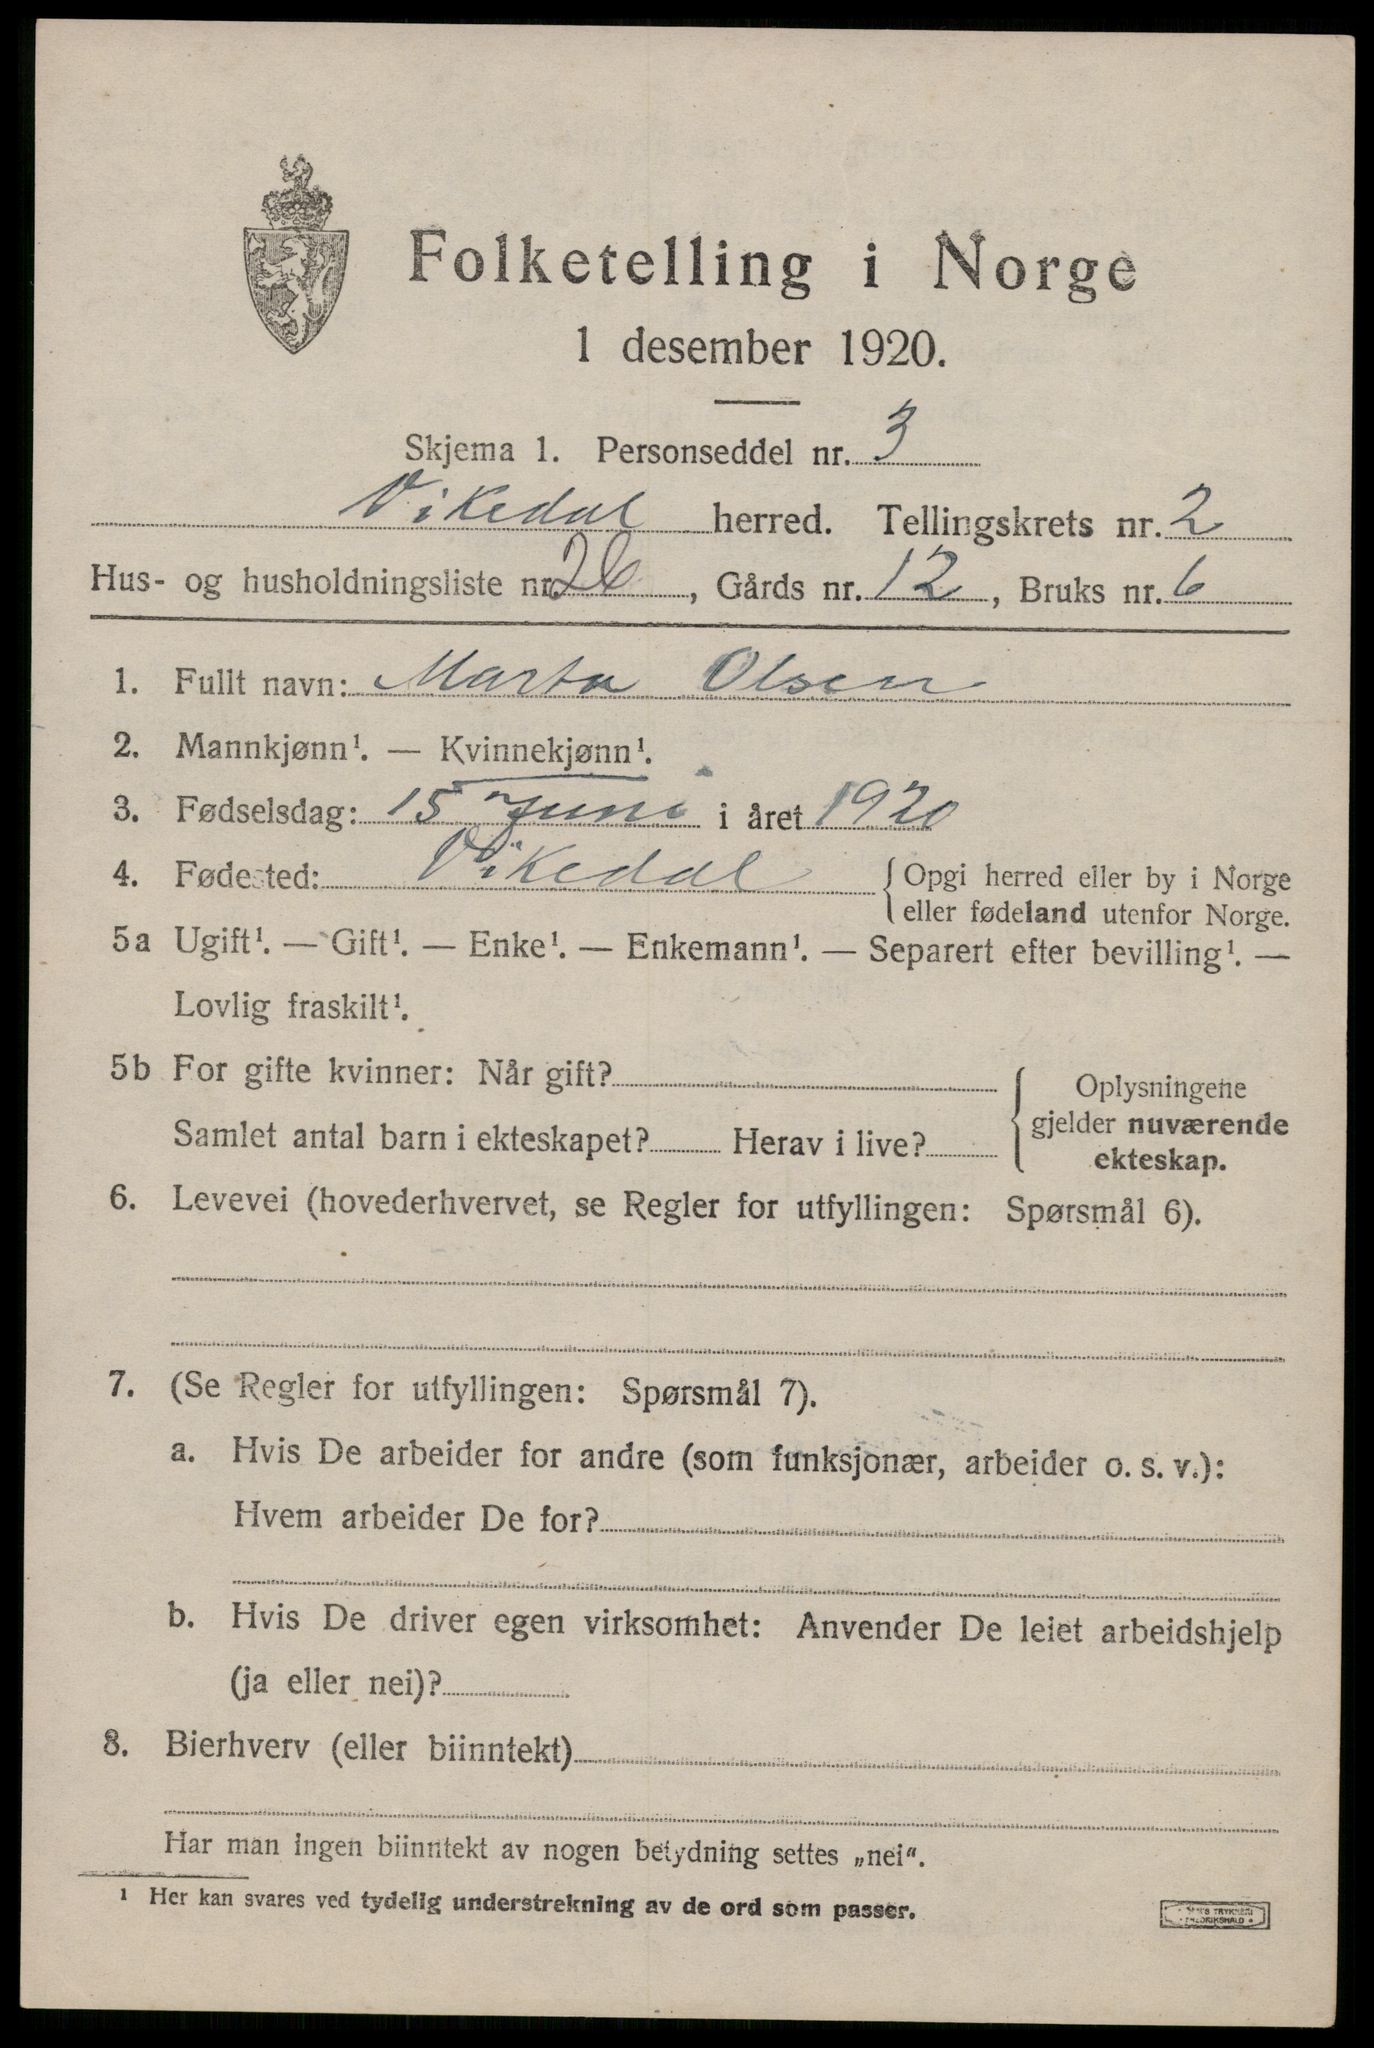 Folketelling i Norge
1 desember 1920.
Skjema 1. Personseddel nr. 3
Vikedal herred. Tellingskrets nr. 2
Hus- og husholdningsliste nr. 26, Gårds nr. 12, Bruks nr. 6
1. Fullt navn: Marta Olsen
2. Mannkjønn¹. — Kvinnekjønn¹.
3. Fødselsdag: 15 Juni i året 1920
4. Fødested: Vikedal { Opgi herred eller by i Norge
eller fødeland utenfor Norge.
5a Ugift¹. — Gift¹. — Enke¹. — Enkemann¹. — Separert efter bevilling¹. —
Lovlig fraskilt¹.
5b For gifte kvinner: Når gift?
Samlet antal barn i ekteskapet? Herav i live?
{ Oplysningene
gjelder nuværende
ekteskap.
6. Levevei (hovederhvervet, se Regler for utfyllingen: Spørsmål 6).
7. (Se Regler for utfyllingen: Spørsmål 7).
a. Hvis De arbeider for andre (som funksjonær, arbeider o. s. v.):
Hvem arbeider De for?
b. Hvis De driver egen virksomhet: Anvender De leiet arbeidshjelp
(ja eller nei)?
8. Bierhverv (eller biinntekt)
Har man ingen biinntekt av nogen betydning settes „nei".
¹ Her kan svares ved tydelig understrekning av de ord som passer.
TRYKKERI